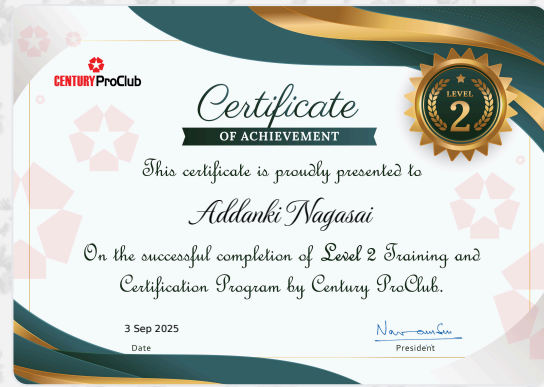 CENTURY ProClub
Certificate
OF ACHIEVEMENT
LEVEL
2
This certificate is proudly presented to
Addanki Nagasai
On the successful completion of Level 2 Training and
Certification Program by Century ProClub.
3 Sep 2025
Date
President